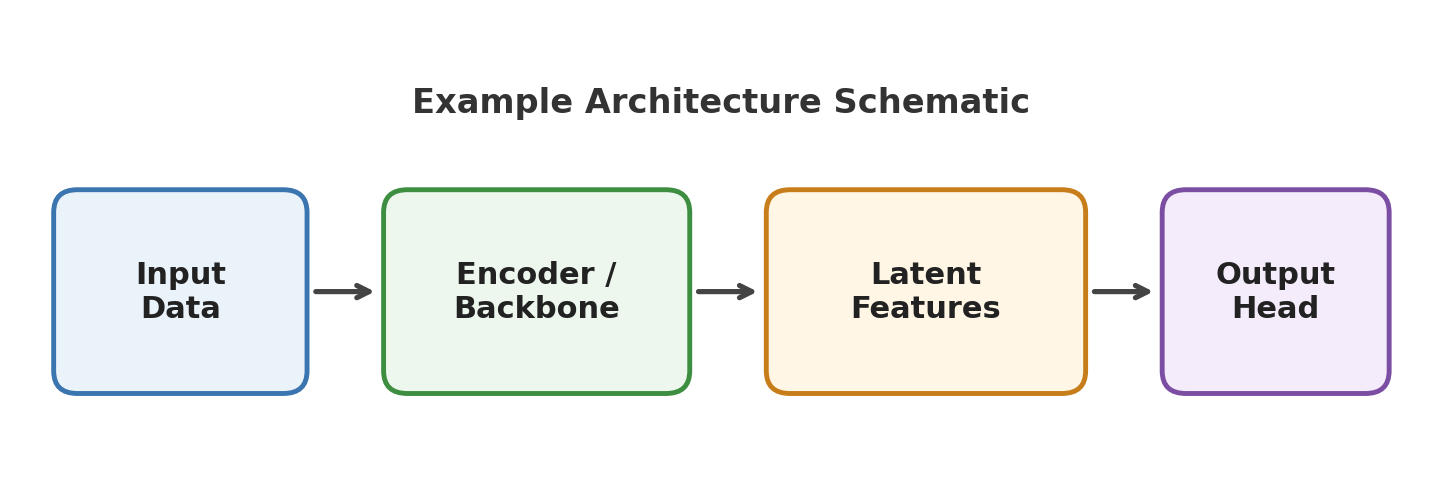 Example Architecture Schematic
Input
Data
Encoder /
Backbone
Latent
Features
Output
Head